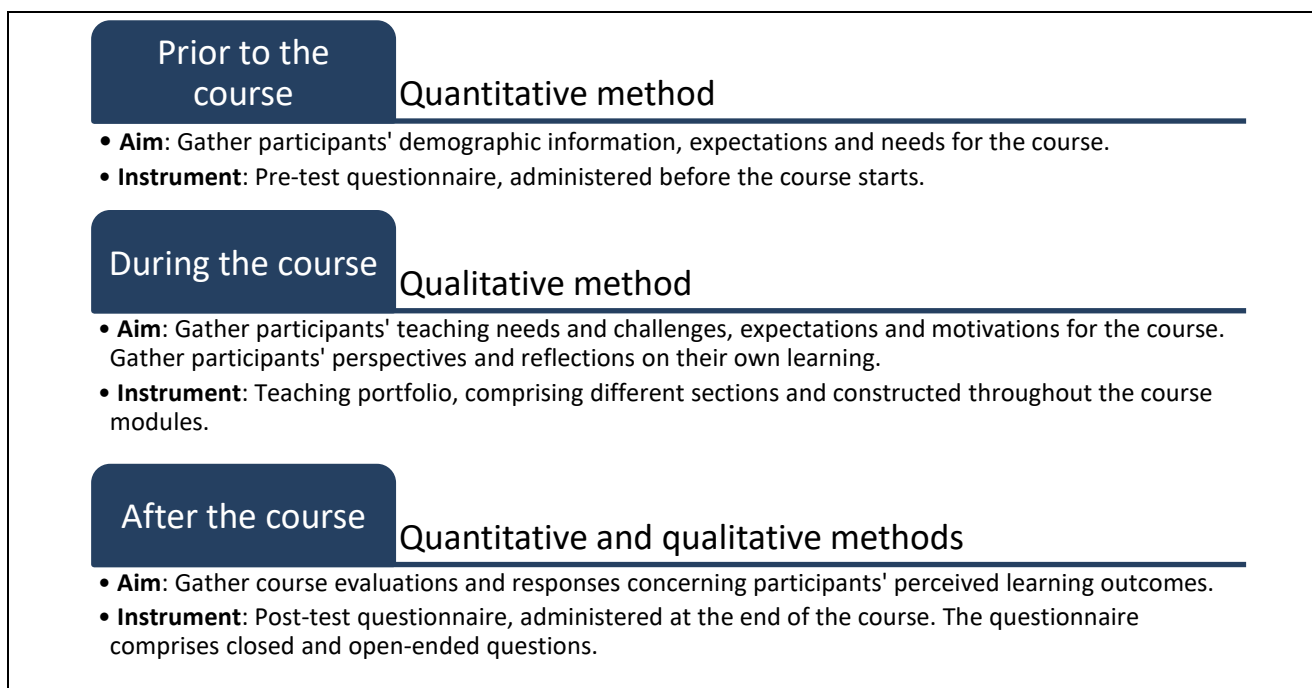 Prior to the
course
Quantitative method
• Aim: Gather participants' demographic information, expectations and needs for the course.
• Instrument: Pre-test questionnaire, administered before the course starts.
During the course
Qualitative method
• Aim: Gather participants' teaching needs and challenges, expectations and motivations for the course.
Gather participants' perspectives and reflections on their own learning.
• Instrument: Teaching portfolio, comprising different sections and constructed throughout the course
modules.
After the course
Quantitative and qualitative methods
• Aim: Gather course evaluations and responses concerning participants' perceived learning outcomes.
• Instrument: Post-test questionnaire, administered at the end of the course. The questionnaire
comprises closed and open-ended questions.